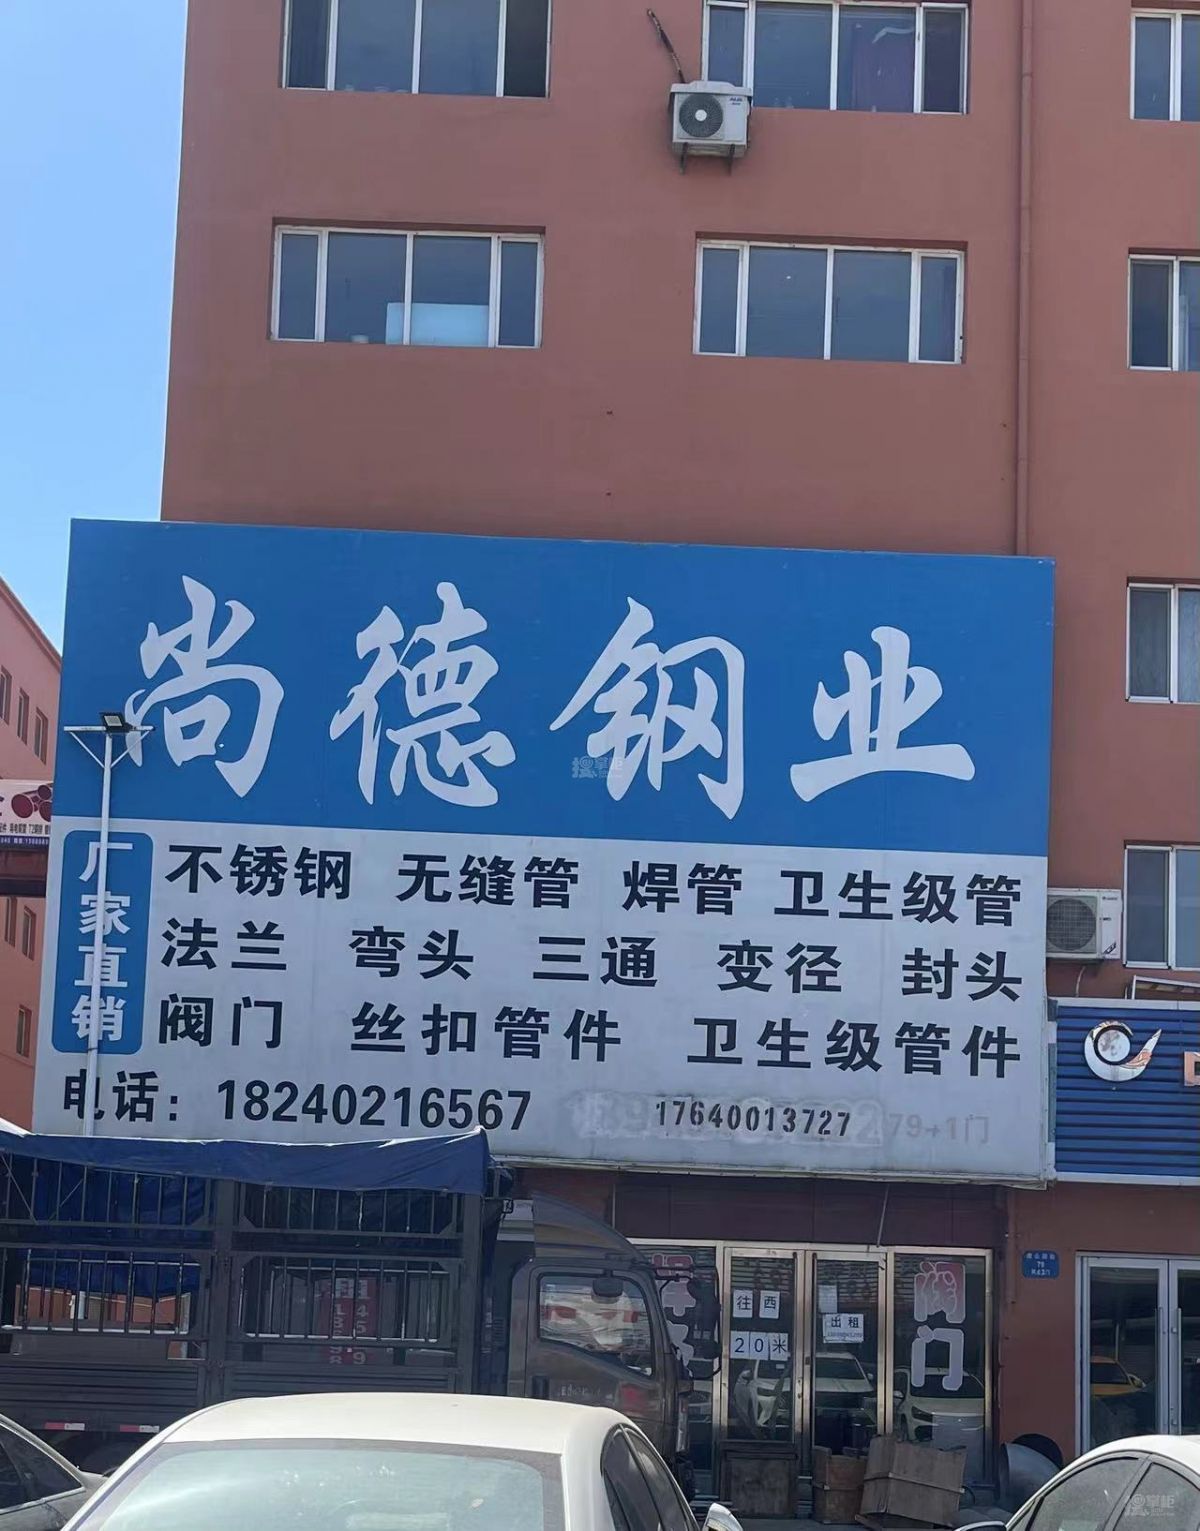 尚德钢业
厂家直销
不锈钢 无缝管 焊管 卫生级管
法兰 弯头 三通 变径 封头
阀门 丝扣管件 卫生级管件
电话：18240216567 17640013727 79+1门
往西
20米
出租
阀门
79